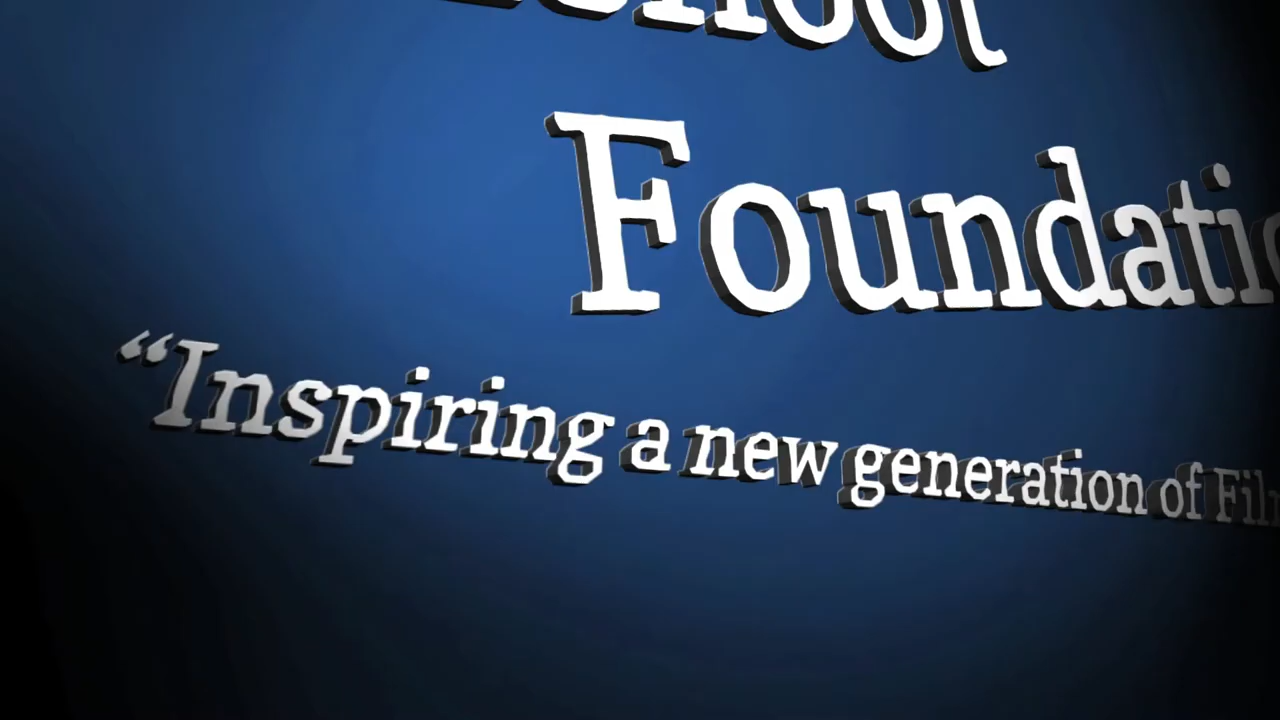 Foundatio
“Inspiring a new generation of Fil